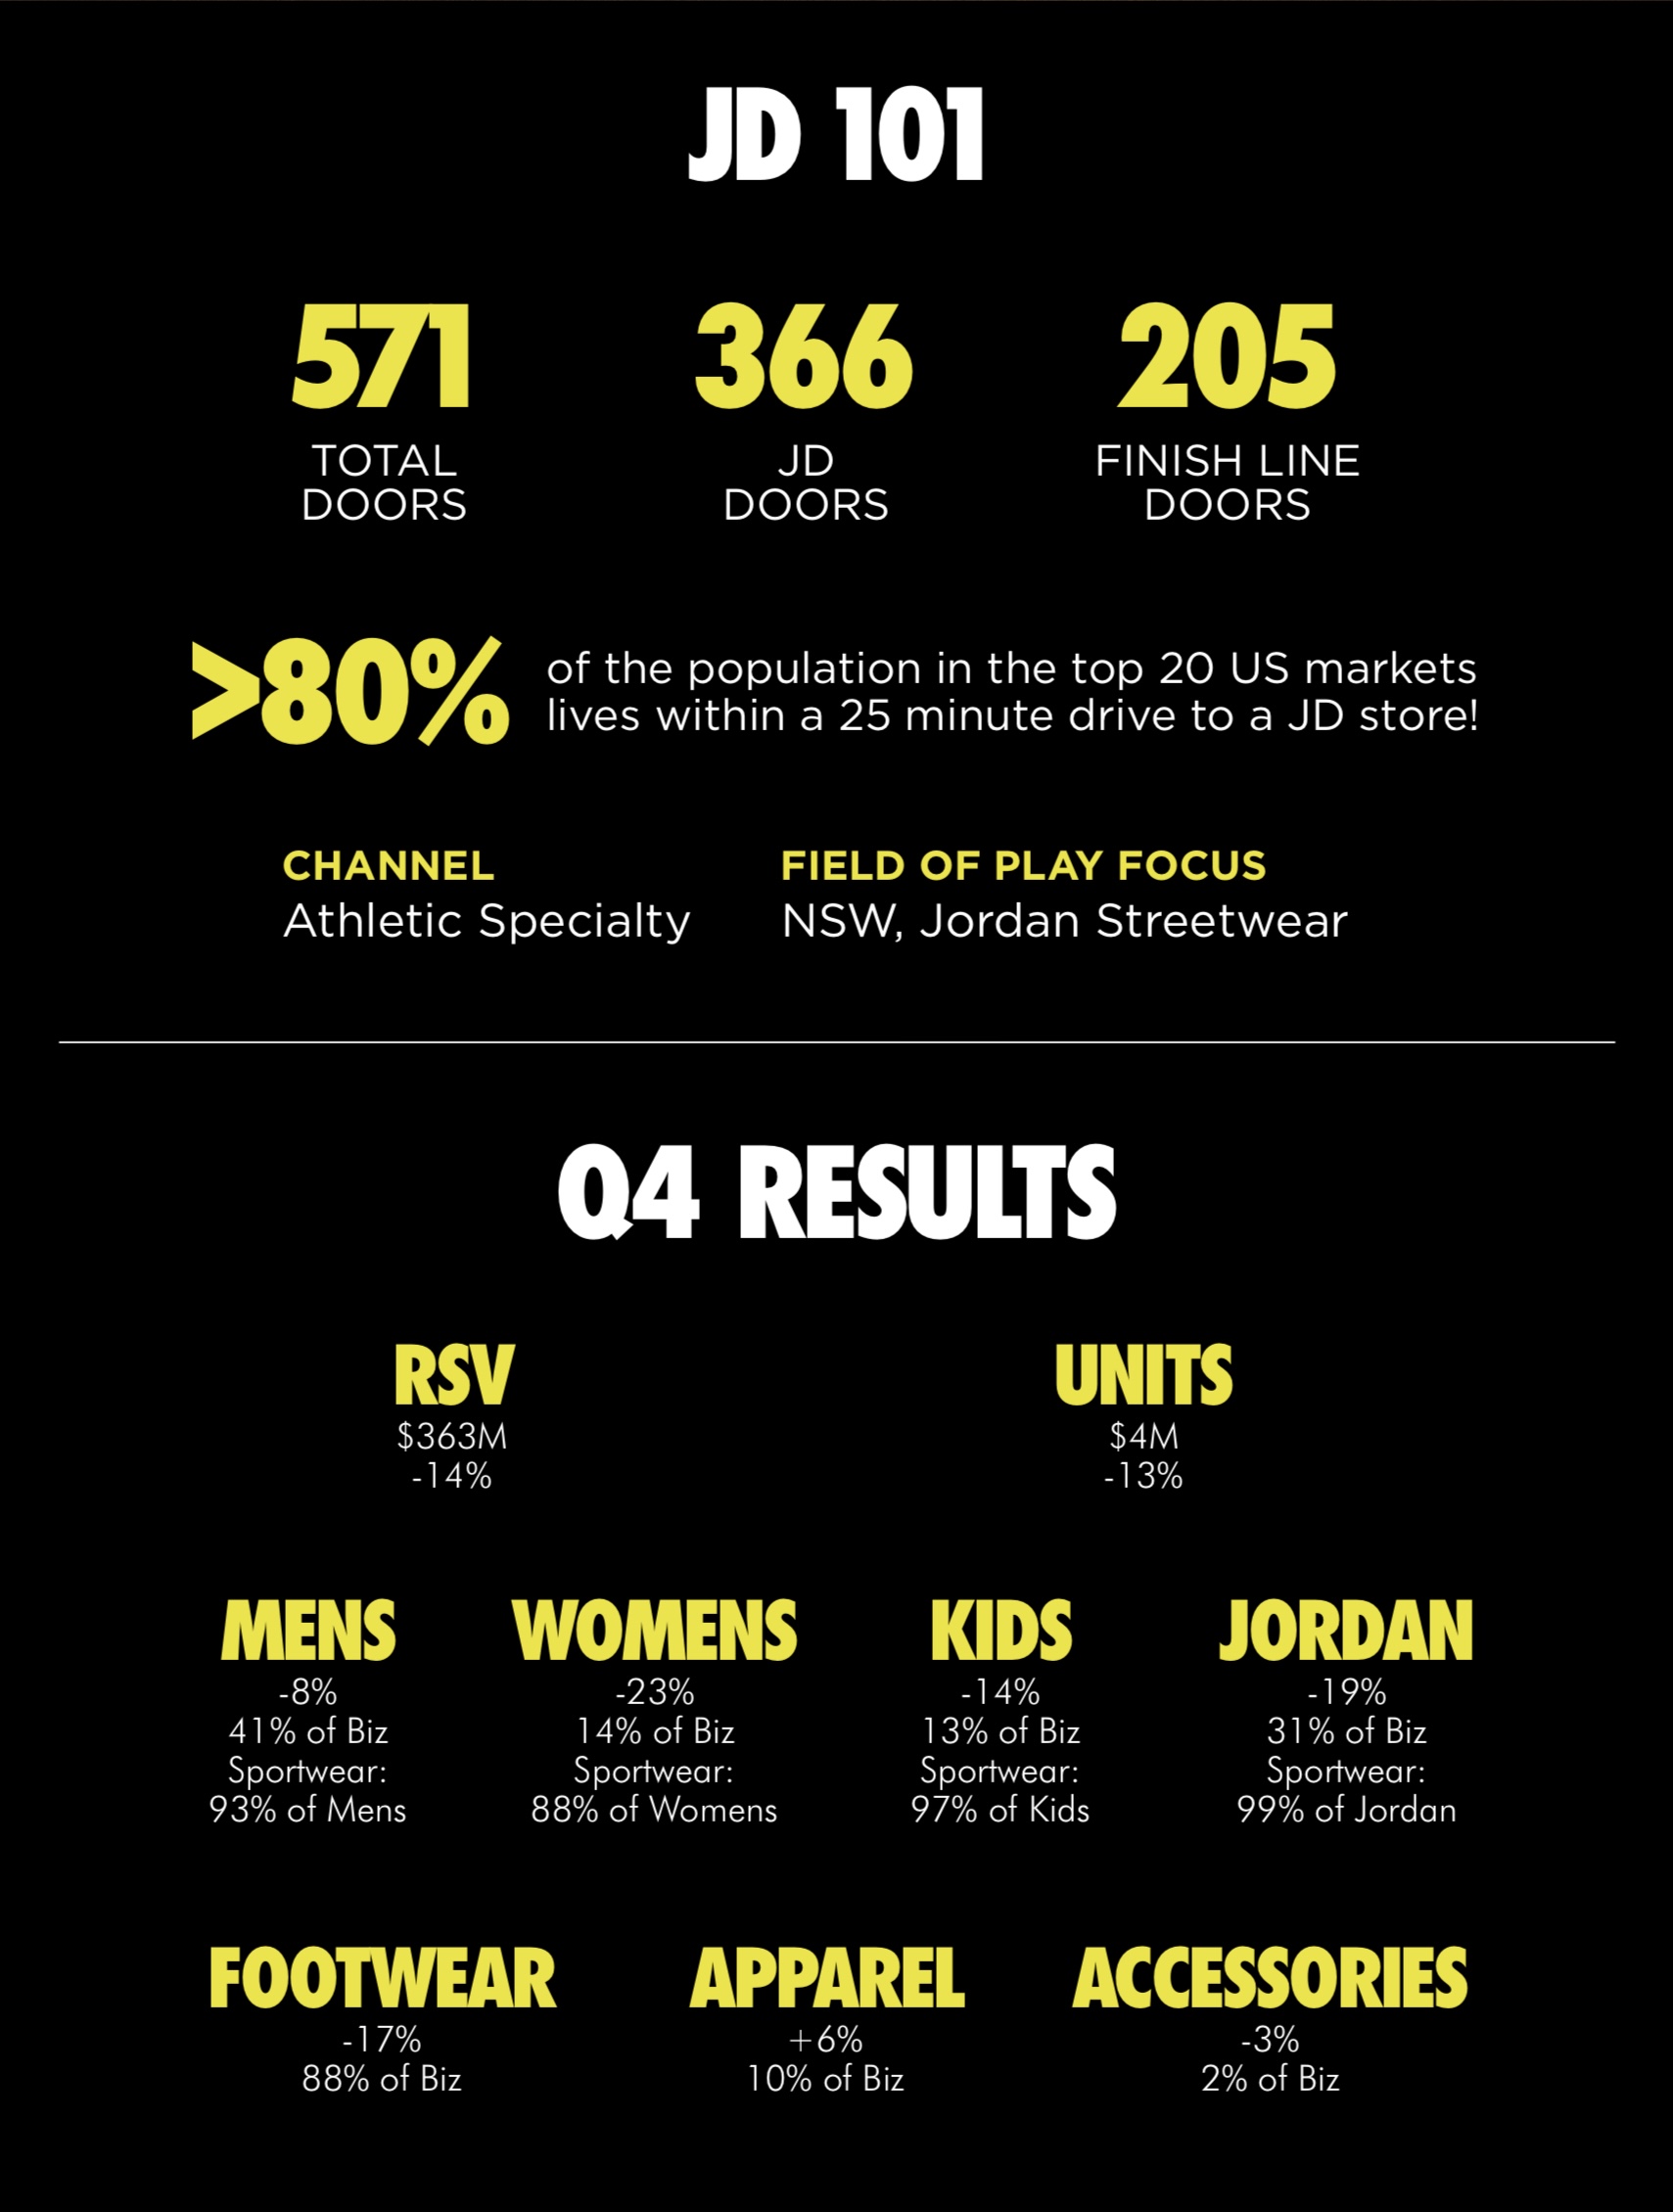 JD 101
571
366
205
TOTAL
DOORS
JD
DOORS
FINISH LINE
DOORS
>80%
of the population in the top 20 US markets
lives within a 25 minute drive to a JD store!
CHANNEL
Athletic Specialty
FIELD OF PLAY FOCUS
NSW, Jordan Streetwear
Q4 RESULTS
RSV
$363M
-14%
UNITS
$4M
-13%
MENS
-8%
41% of Biz
Sportwear:
93% of Mens
WOMENS
-23%
14% of Biz
Sportwear:
88% of Womens
KIDS
-14%
13% of Biz
Sportwear:
97% of Kids
JORDAN
-19%
31% of Biz
Sportwear:
99% of Jordan
FOOTWEAR
-17%
88% of Biz
APPAREL
+6%
10% of Biz
ACCESSORIES
-3%
2% of Biz